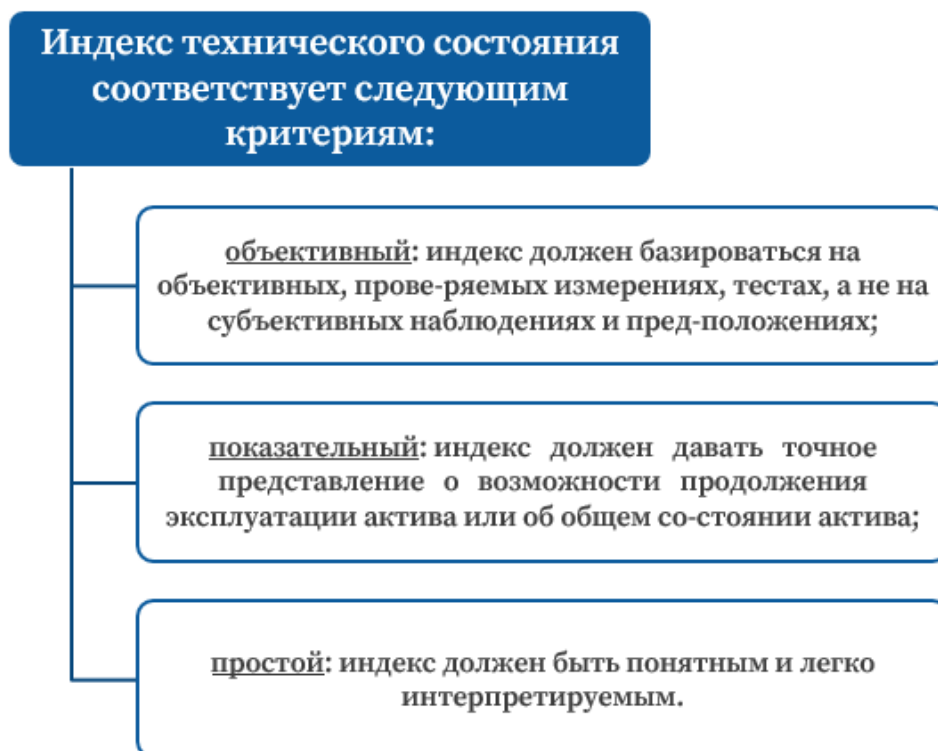 Индекс технического состояния
соответствует следующим
критериям:
объективный: индекс должен базироваться на
объективных, прове-ряемых измерениях, тестах, а не на
субъективных наблюдениях и пред-положениях;
показательный: индекс должен давать точное
представление о возможности продолжения
эксплуатации актива или об общем со-стоянии актива;
простой: индекс должен быть понятным и легко
интерпретируемым.